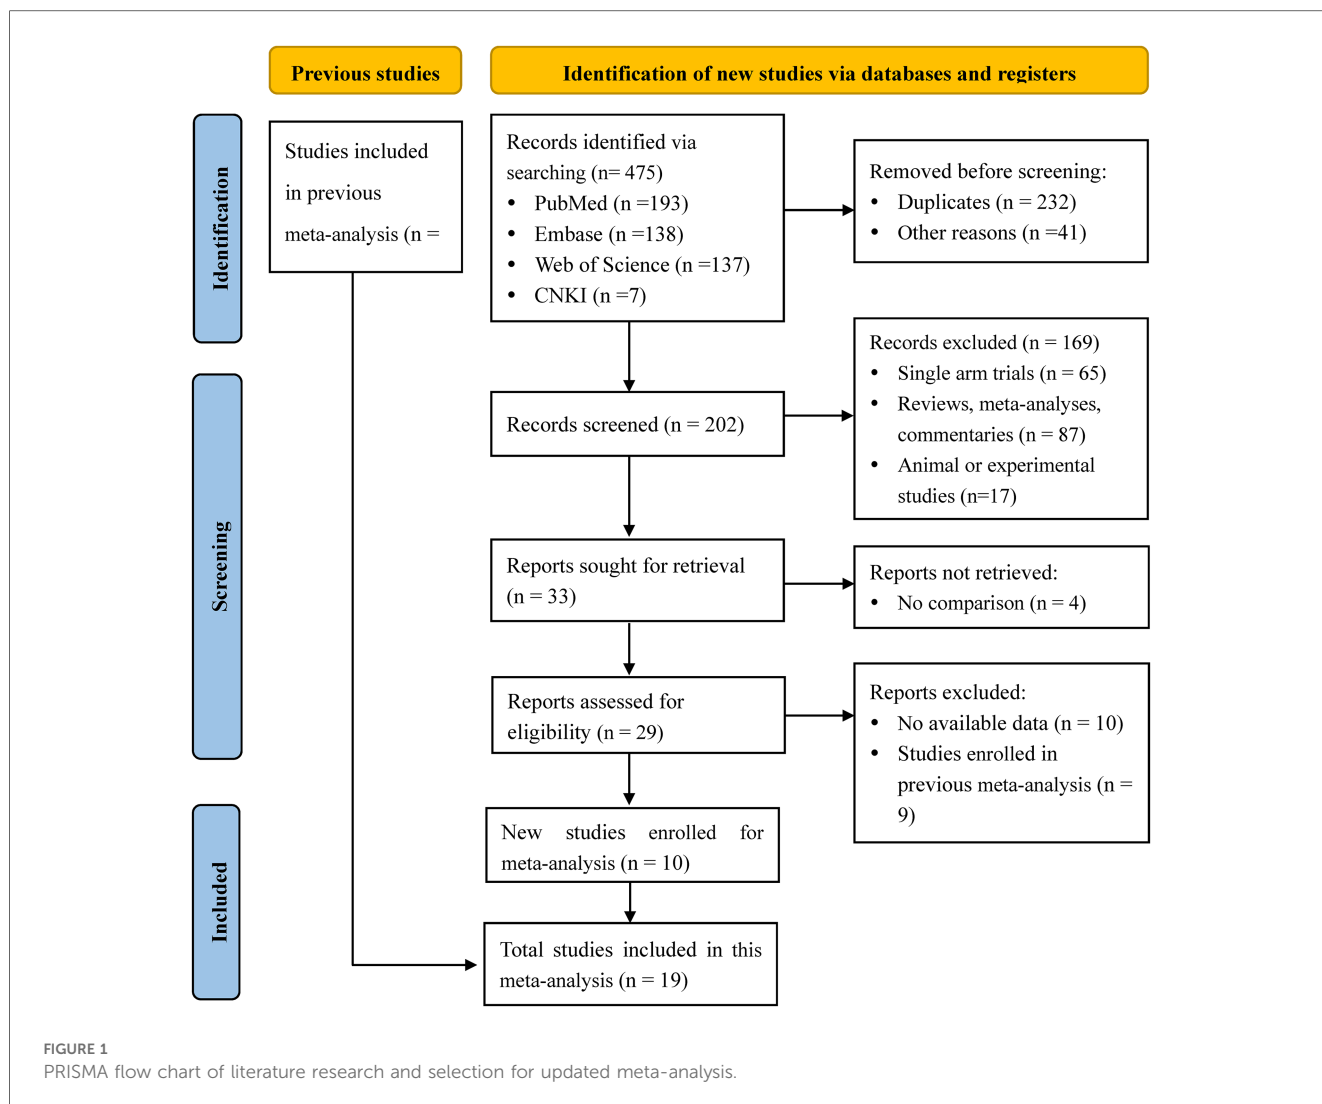 Previous studies
Identification of new studies via databases and registers
Identification
Studies included
in previous
meta-analysis (n =
Records identified via
searching (n= 475)
• PubMed (n =193)
• Embase (n =138)
• Web of Science (n =137)
• CNKI (n =7)
Removed before screening:
• Duplicates (n = 232)
• Other reasons (n =41)
Screening
Records screened (n = 202)
Records excluded (n = 169)
• Single arm trials (n = 65)
• Reviews, meta-analyses,
commentaries (n = 87)
• Animal or experimental
studies (n=17)
Reports sought for retrieval
(n = 33)
Reports not retrieved:
• No comparison (n = 4)
Reports assessed for
eligibility (n = 29)
Reports excluded:
• No available data (n = 10)
• Studies enrolled in
previous meta-analysis (n =
9)
Included
New studies enrolled for
meta-analysis (n = 10)
Total studies included in this
meta-analysis (n = 19)
FIGURE 1
PRISMA flow chart of literature research and selection for updated meta-analysis.